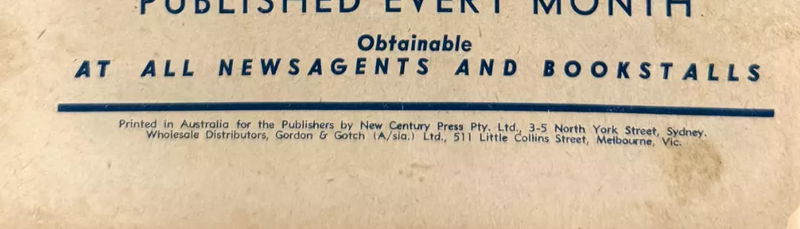 PUBLISHED EVERY MONTH
Obtainable
AT ALL NEWSAGENTS AND BOOKSTALLS
Printed in Australia for the Publishers by New Century Press Pty. Ltd., 3-5 North York Street, Sydney.
Wholesale Distributors, Gordon & Gotch (A/sia.) Ltd., 511 Little Collins Street, Melbourne, Vic.